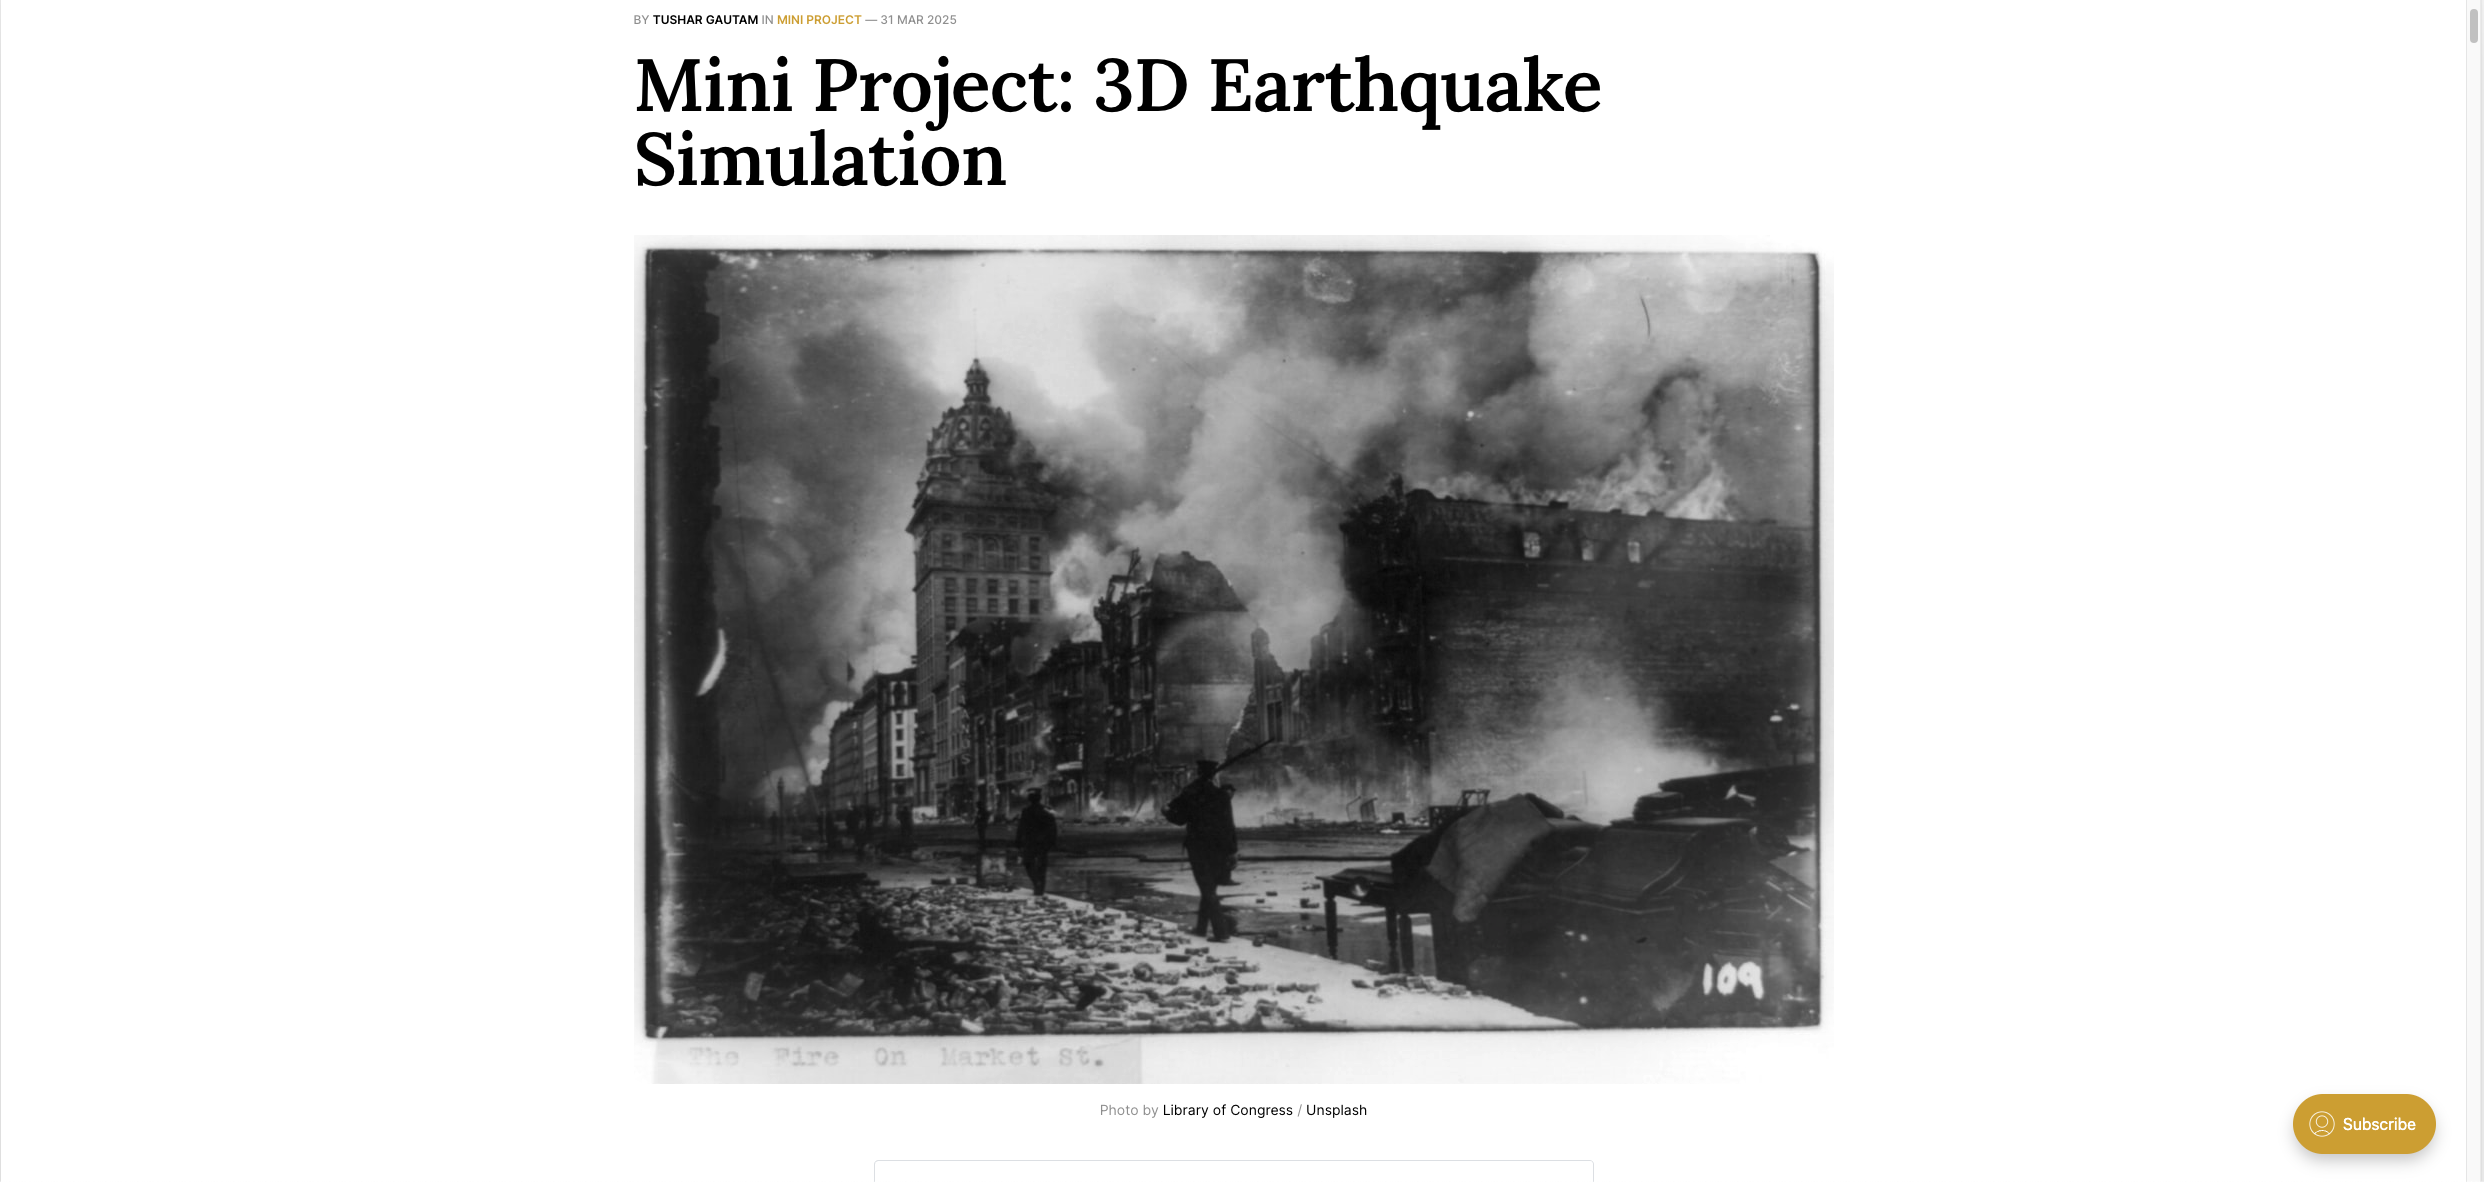 BY TUSHAR GAUTAM IN MINI PROJECT — 31 MAR 2025
Mini Project: 3D Earthquake
Simulation
109
The Fire On Market St.
Photo by Library of Congress / Unsplash
Subscribe